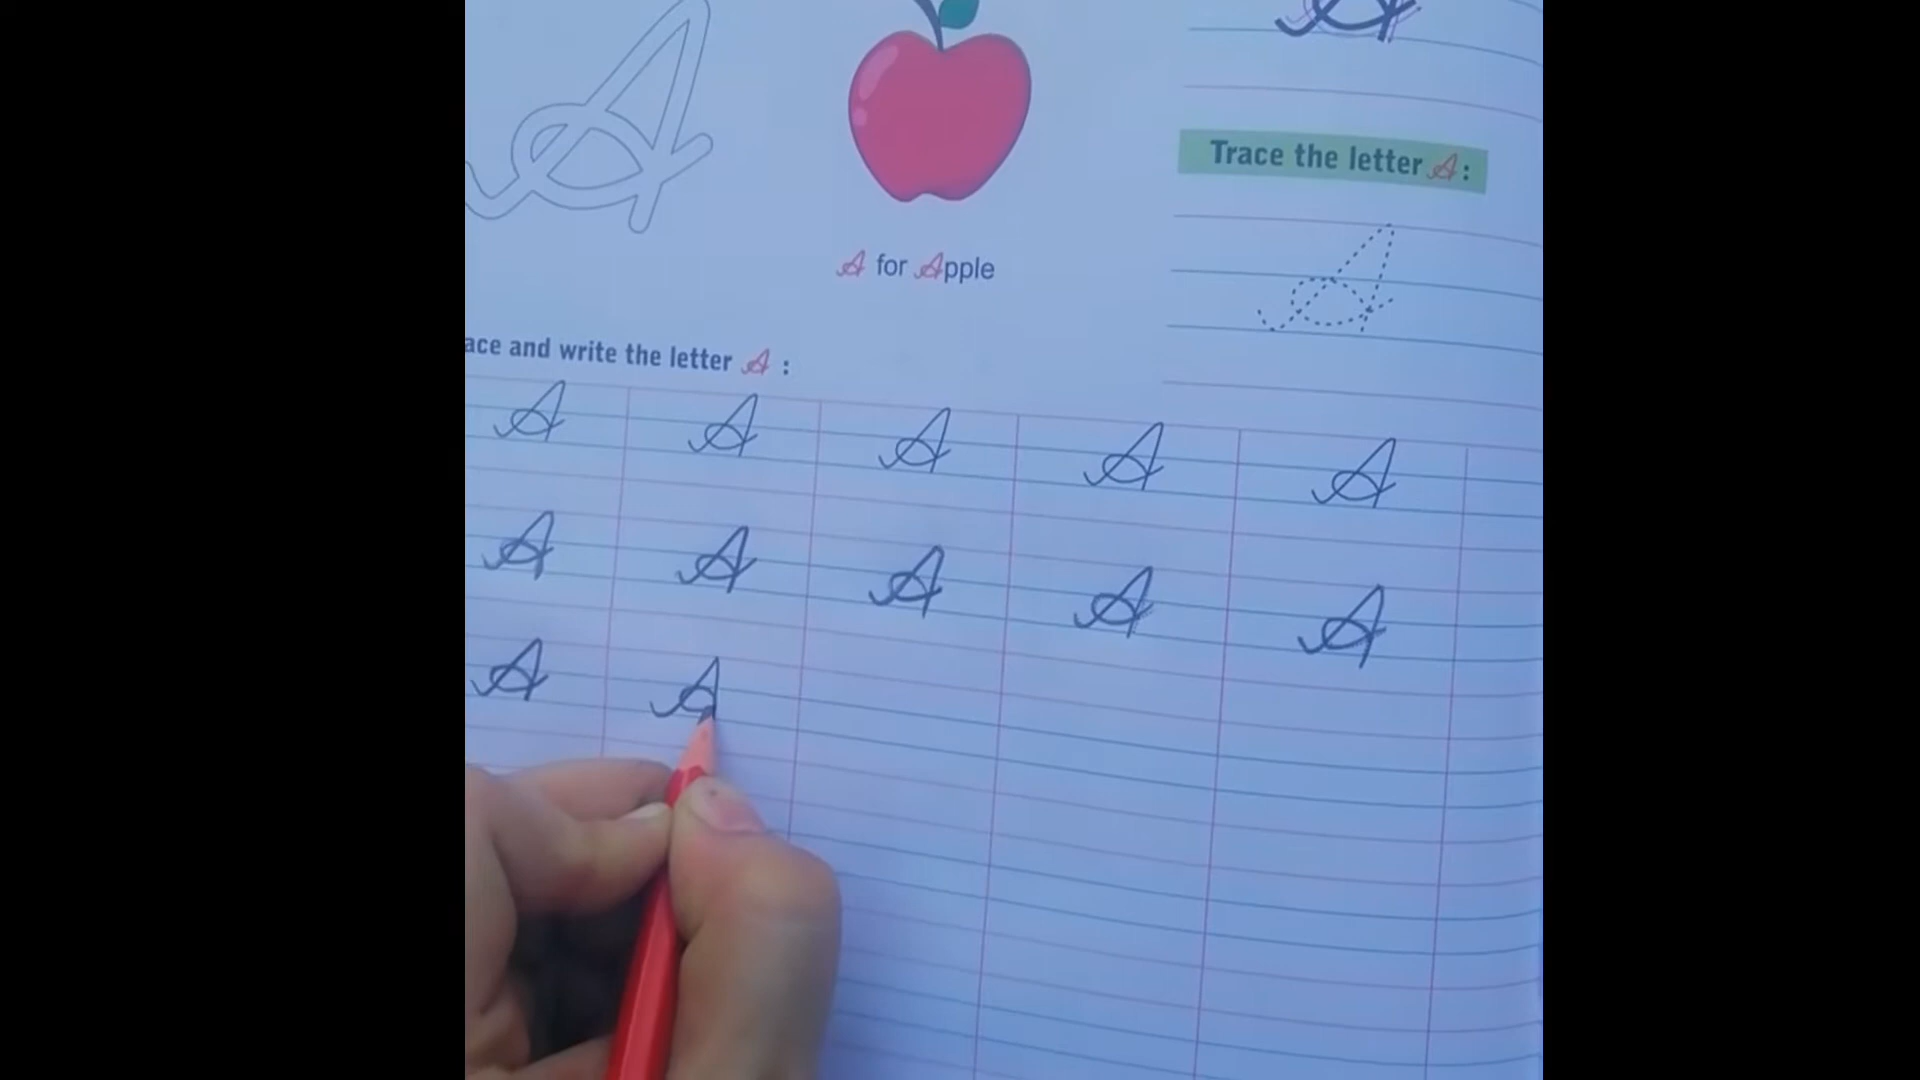 Trace the letter A :
A
A for Apple
ace and write the letter A :
A A A A A
A A A A A
A A